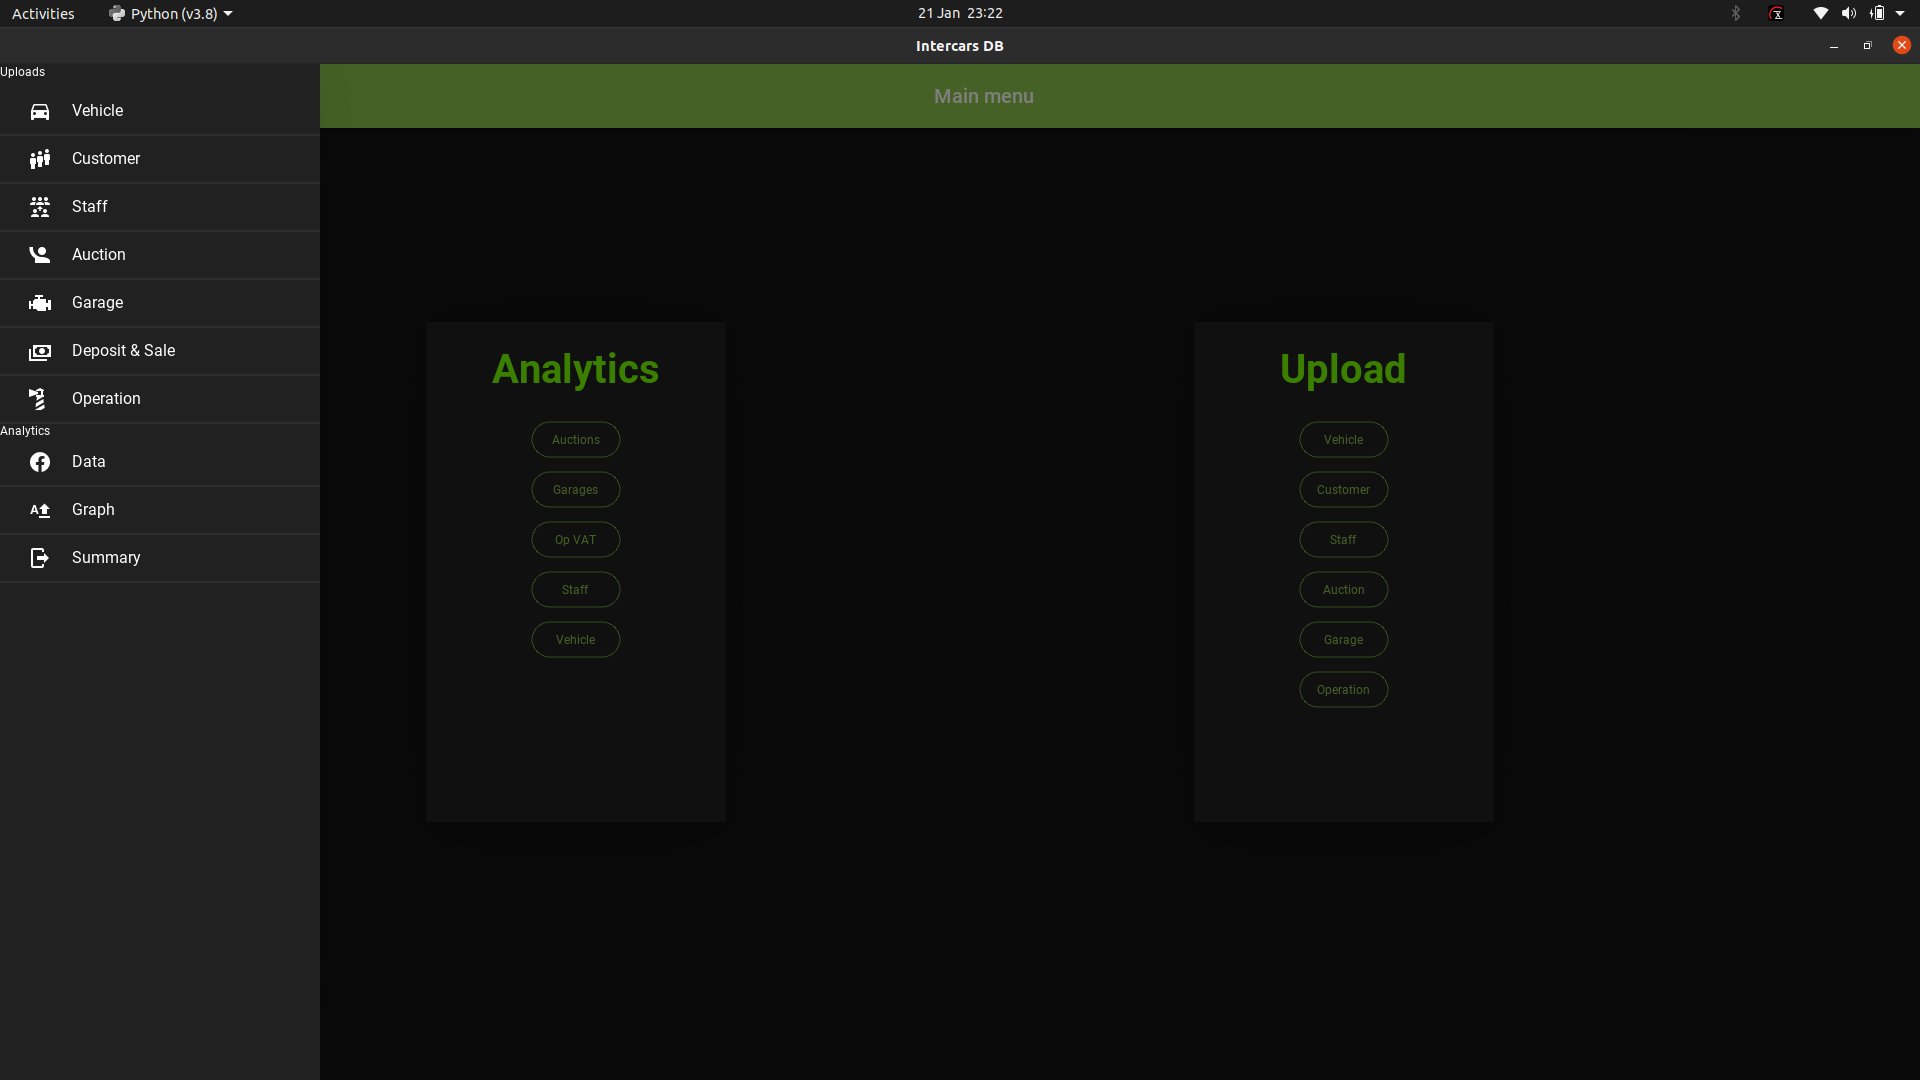 Activities
Python (v3.8)
21 Jan 23:22
Intercars DB
Uploads
Vehicle
Customer
Staff
Auction
Garage
Deposit & Sale
Operation
Analytics
Data
Graph
Summary
Main menu
Analytics
Auctions
Garages
Op VAT
Staff
Vehicle
Upload
Vehicle
Customer
Staff
Auction
Garage
Operation